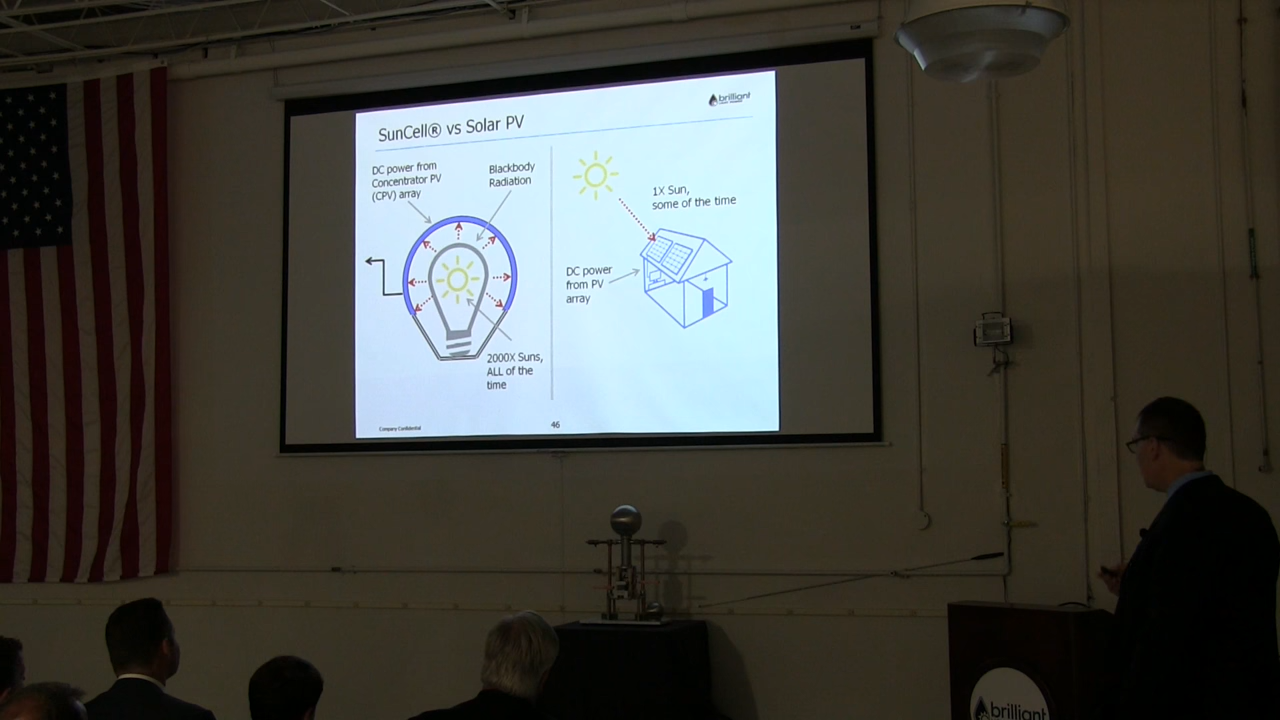 brilliant
SunCell® vs Solar PV
DC power from
Concentrator PV
(CPV) array
Blackbody
Radiation
2000X Suns,
ALL of the
time
1X Sun,
some of the time
DC power
from PV
array
Company Confidential
46
brilliant